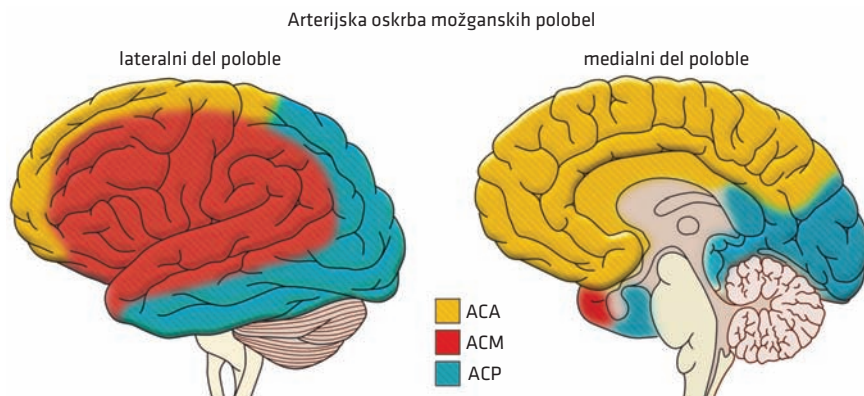 Arterijska oskrba možganskih polobel
lateralni del poloble
medialni del poloble
ACA
ACM
ACP